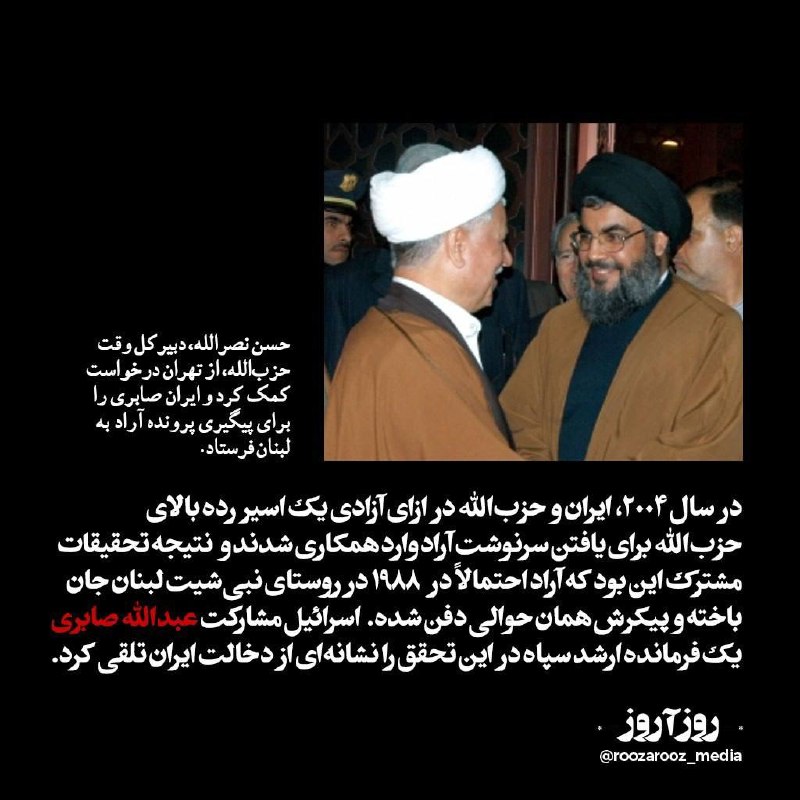 حسن نصرالله، دبیر کل وقت
حزب‌الله، از تهران درخواست
کمک کرد و ایران صابری را
برای پیگیری پرونده آراد به
لبنان فرستاد.
در سال ۲۰۰۴، ایران و حزب‌الله در ازای آزادی یک اسیر رده بالای
حزب‌الله برای یافتن سرنوشت آراد وارد همکاری شدند و نتیجه تحقیقات
مشترک این بود که آراد احتمالاً در ۱۹۸۸ در روستای نبی‌شیت لبنان جان
باخته و پیکرش همان حوالی دفن شده. اسرائیل مشارکت عبدالله صابری
یک فرمانده ارشد سپاه در این تحقق را نشانه‌ای از دخالت ایران تلقی کرد.
روزآروز
@roozarooz_media